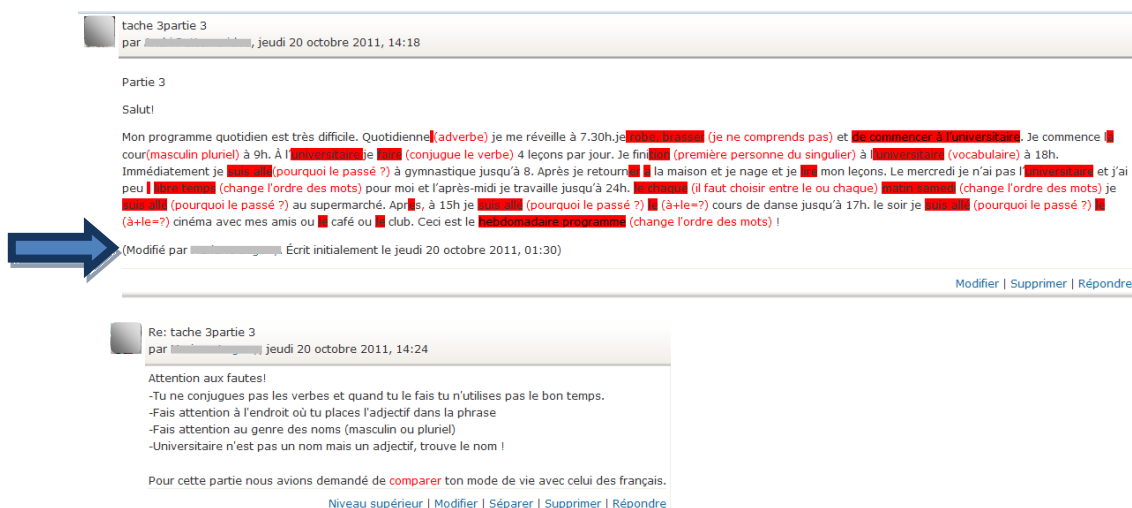 tache 3partie 3
par , jeudi 20 octobre 2011, 14:18
Partie 3
Salut!
Mon programme quotidien est très difficile. Quotidienne (adverbe) je me réveille à 7.30h.je robe, brasser (je ne comprends pas) et de commencer à l'universitaire. Je commence la
cour(masculin pluriel) à 9h. À l'universitaire je faire (conjugue le verbe) 4 leçons par jour. Je finition (première personne du singulier) à l'universitaire (vocabulaire) à 18h.
Immédiatement je suis allé(pourquoi le passé ?) à gymnastique jusqu'à 8. Après je retourner à la maison et je nage et je lire mon leçons. Le mercredi je n'ai pas l'universitaire et j'ai
peu libre temps (change l'ordre des mots) pour moi et l'après-midi je travaille jusqu'à 24h. le chaque (il faut choisir entre le ou chaque) matin samedi (change l'ordre des mots) je
suis allé (pourquoi le passé ?) au supermarché. Aprαs, à 15h je suis allé (pourquoi le passé ?) le (à+le=?) cours de danse jusqu'à 17h. le soir je suis allé (pourquoi le passé ?) le
(à+le=?) cinéma avec mes amis ou le café ou le club. Ceci est le hebdomadaire programme (change l'ordre des mots) !
(Modifié par . Écrit initialement le jeudi 20 octobre 2011, 01:30)
Modifier | Supprimer | Répondre
Re: tache 3partie 3
par , jeudi 20 octobre 2011, 14:24
Attention aux fautes!
-Tu ne conjugues pas les verbes et quand tu le fais tu n'utilises pas le bon temps.
-Fais attention à l'endroit où tu places l'adjectif dans la phrase
-Fais attention au genre des noms (masculin ou pluriel)
-Universitaire n'est pas un nom mais un adjectif, trouve le nom !
Pour cette partie nous avions demandé de comparer ton mode de vie avec celui des français.
Niveau supérieur | Modifier | Séparer | Supprimer | Répondre